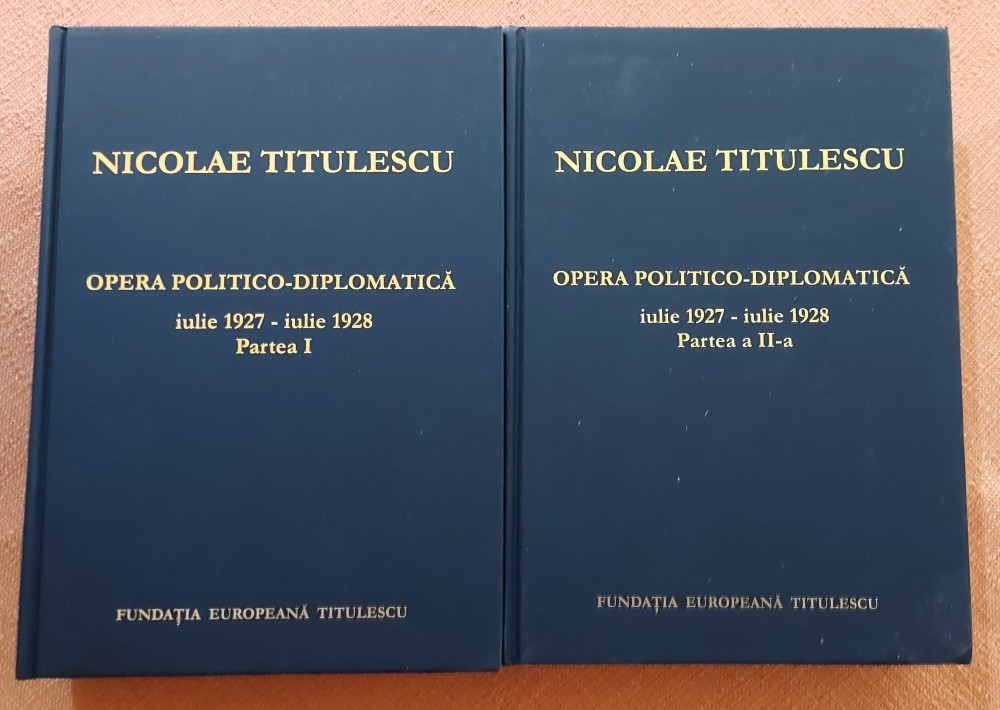 NICOLAE TITULESCU
OPERA POLITICO-DIPLOMATICĂ
iulie 1927 - iulie 1928
Partea I
FUNDAȚIA EUROPEANĂ TITULESCU
NICOLAE TITULESCU
OPERA POLITICO-DIPLOMATICĂ
iulie 1927 - iulie 1928
Partea a II-a
FUNDAȚIA EUROPEANĂ TITULESCU